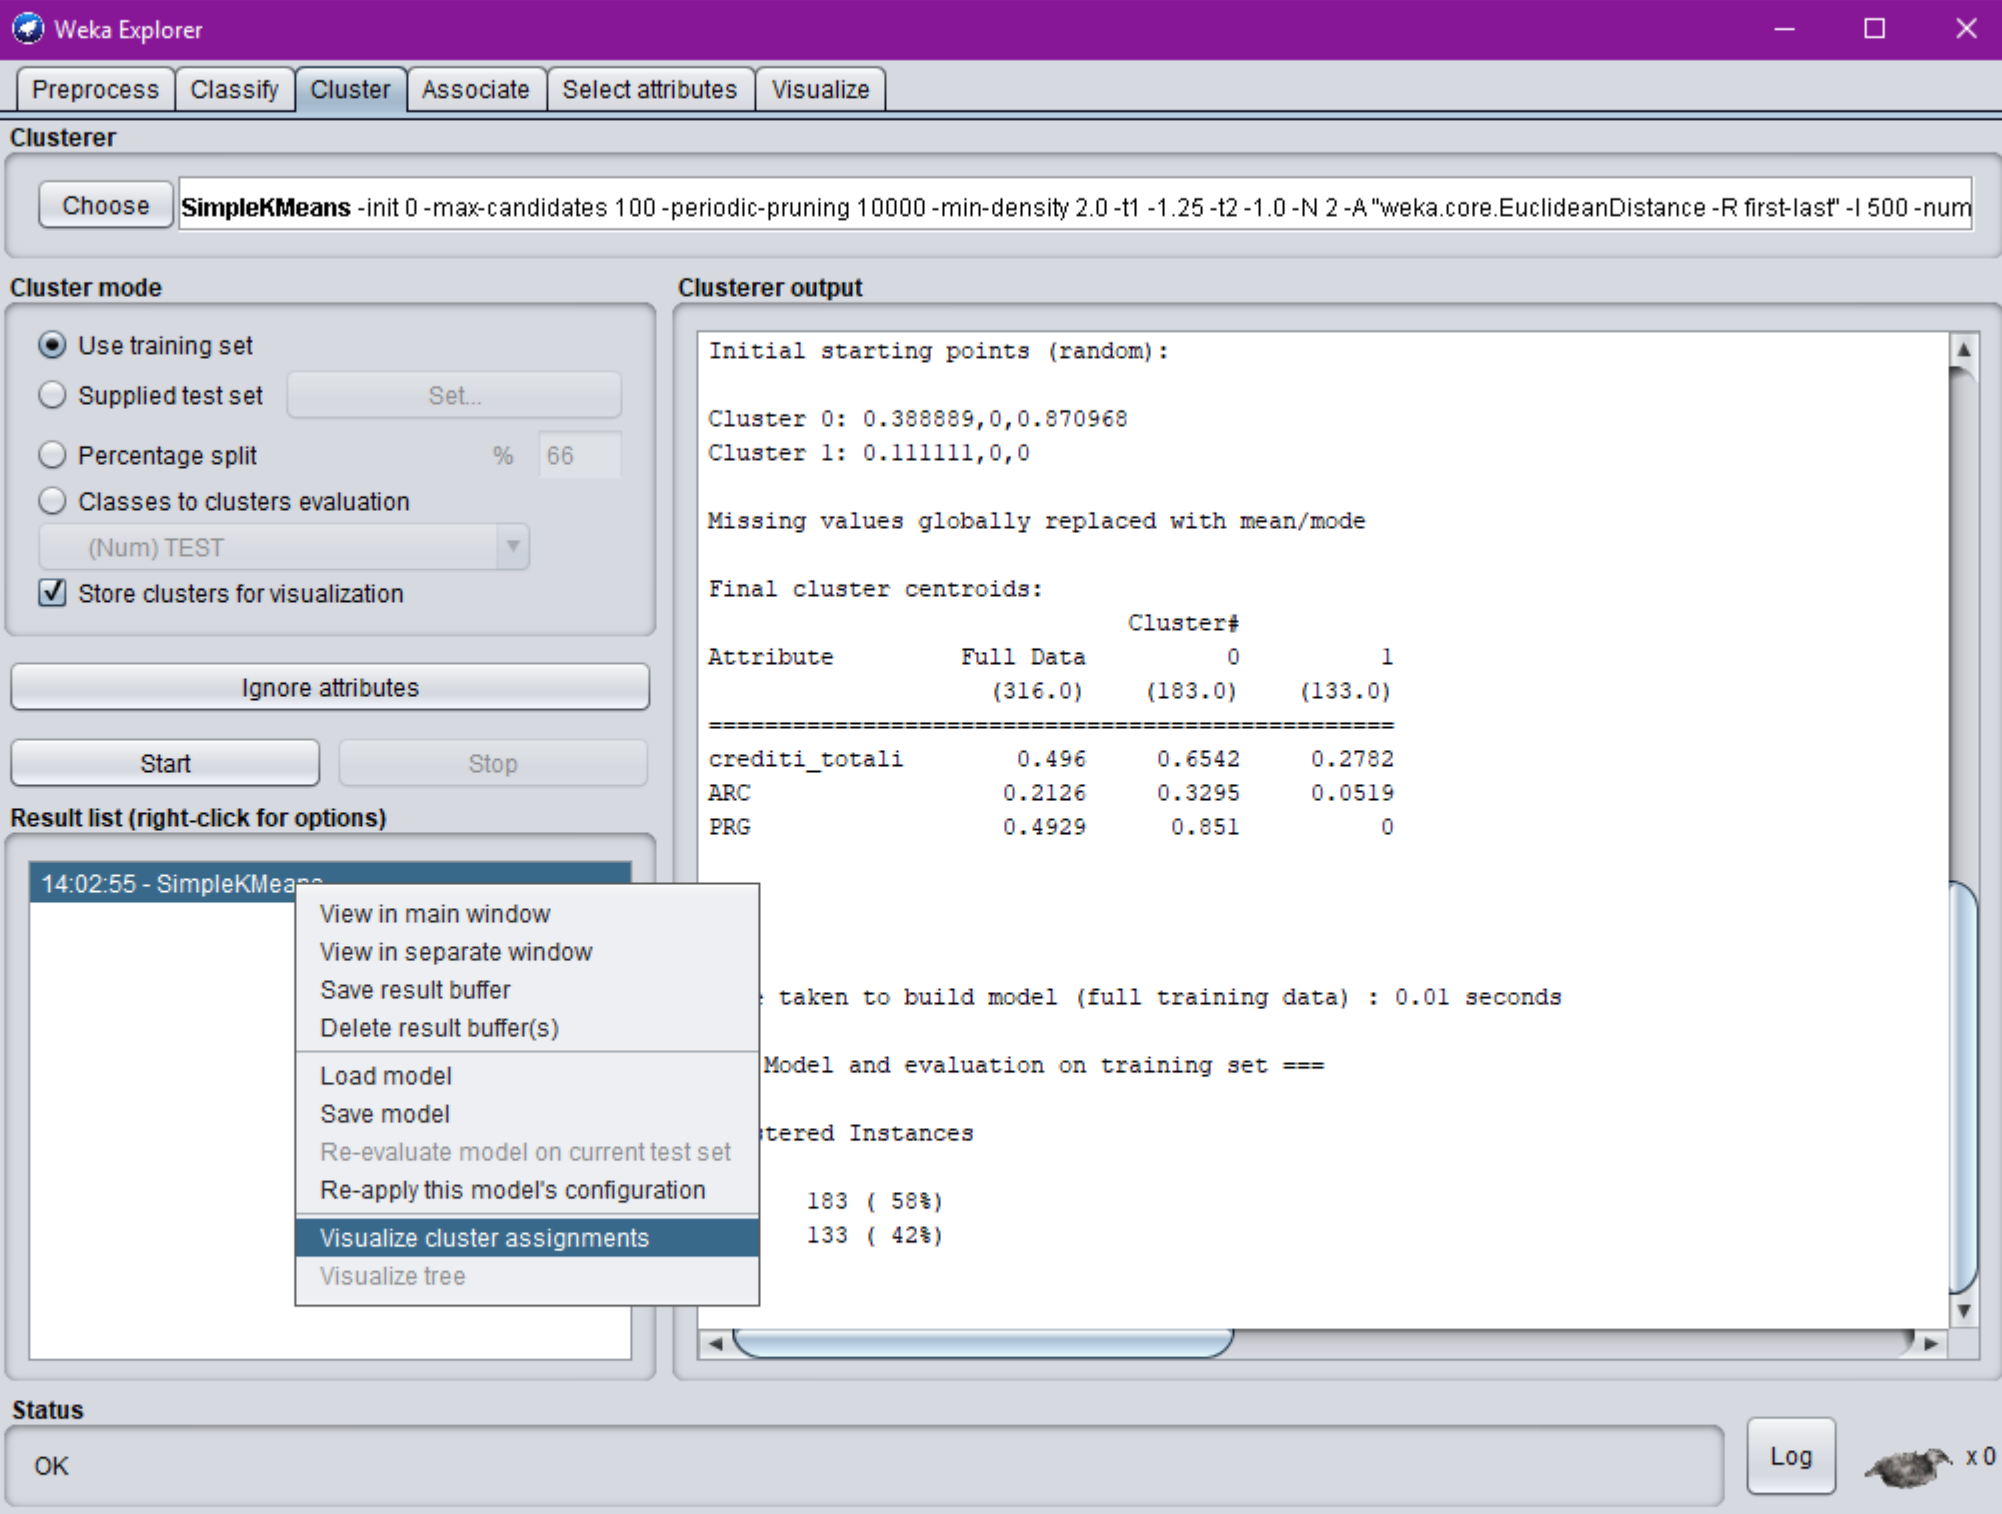 Weka Explorer
Preprocess Classify Cluster Associate Select attributes Visualize
Clusterer
Choose SimpleKMeans -init 0 -max-candidates 100 -periodic-pruning 10000 -min-density 2.0 -t1 -1.25 -t2 -1.0 -N 2 -A "weka.core.EuclideanDistance -R first-last" -I 500 -num
Cluster mode
Use training set
Supplied test set Set...
Percentage split % 66
Classes to clusters evaluation
(Num) TEST
Store clusters for visualization
Ignore attributes
Start Stop
Result list (right-click for options)
14:02:55 - SimpleKMeans
View in main window
View in separate window
Save result buffer
Delete result buffer(s)
Load model
Save model
Re-evaluate model on current test set
Re-apply this model's configuration
Visualize cluster assignments
Visualize tree
Clusterer output
Initial starting points (random):
Cluster 0: 0.388889,0,0.870968
Cluster 1: 0.111111,0,0
Missing values globally replaced with mean/mode
Final cluster centroids:
Cluster#
Attribute Full Data 0 1
(316.0) (183.0) (133.0)
=================================================
crediti_totali 0.496 0.6542 0.2782
ARC 0.2126 0.3295 0.0519
PRG 0.4929 0.851 0
taken to build model (full training data) : 0.01 seconds
Model and evaluation on training set ===
tered Instances
183 ( 58%)
133 ( 42%)
Status
OK
Log x 0